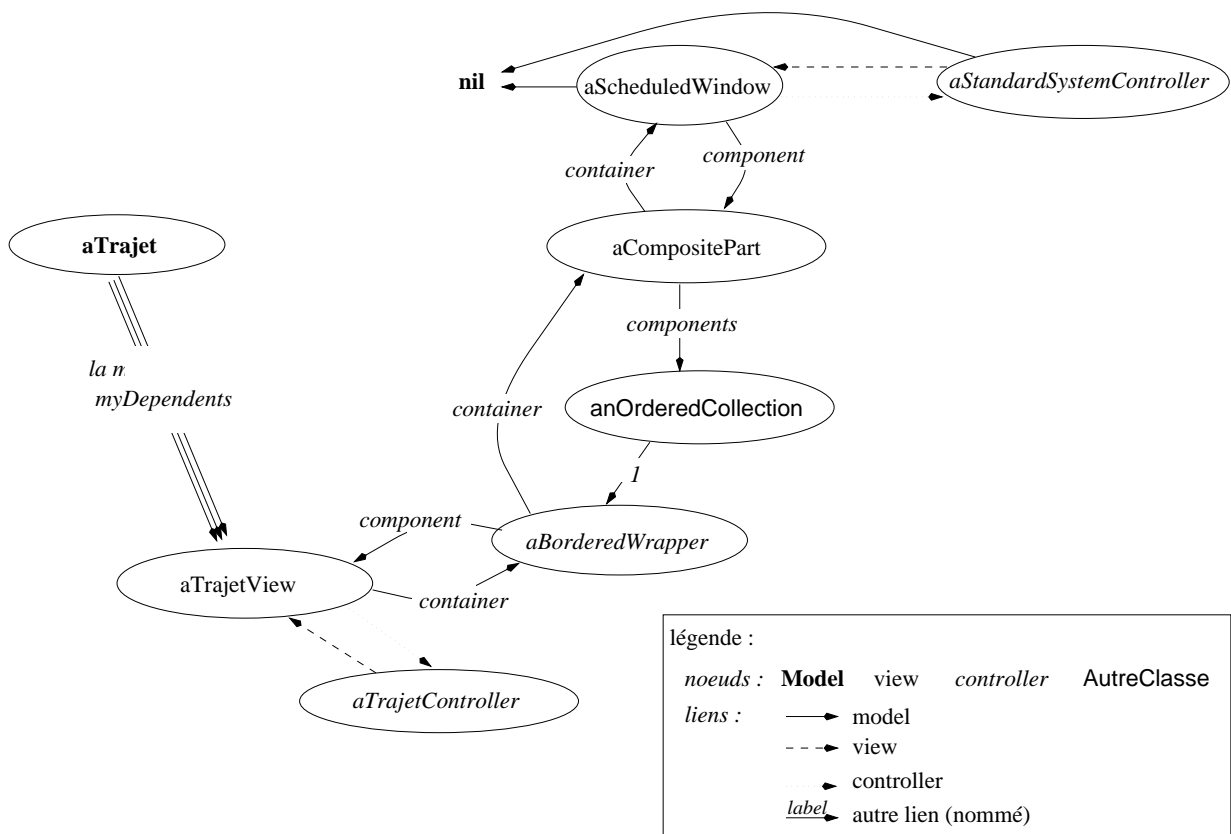 nil
aScheduledWindow
aStandardSystemController
container
component
aTrajet
aCompositePart
components
la m
myDependents
container
anOrderedCollection
1
component
aBorderedWrapper
aTrajetView
container
aTrajetController
légende :
noeuds : Model view controller AutreClasse
liens :
model
view
controller
label autre lien (nommé)